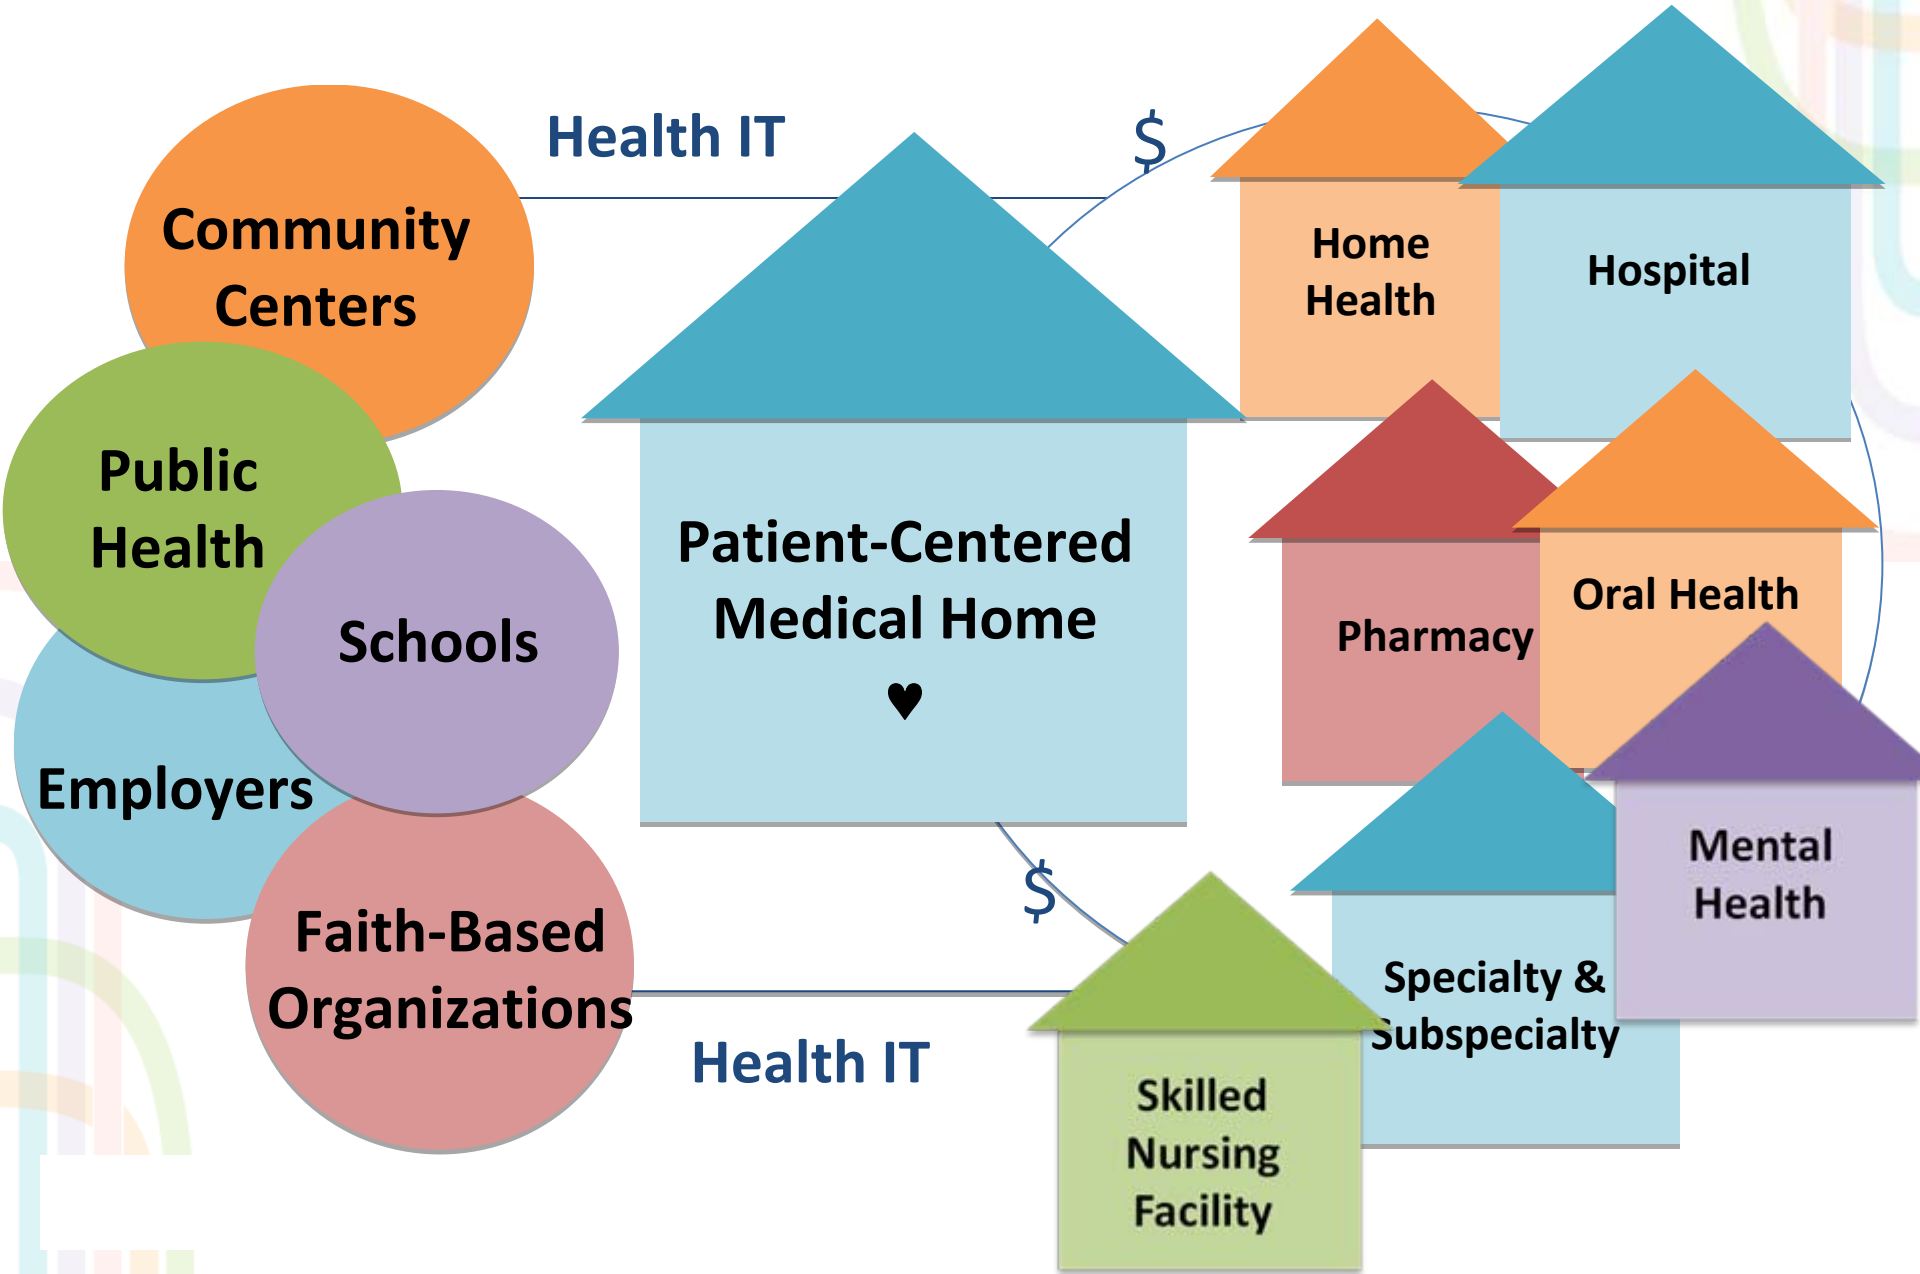 Health IT
$
Community
Centers
Public
Health
Schools
Employers
Faith-Based
Organizations
Patient-Centered
Medical Home
♥
Home
Health
Hospital
Pharmacy
Oral Health
Mental
Health
Specialty &
Subspecialty
$
Health IT
Skilled
Nursing
Facility